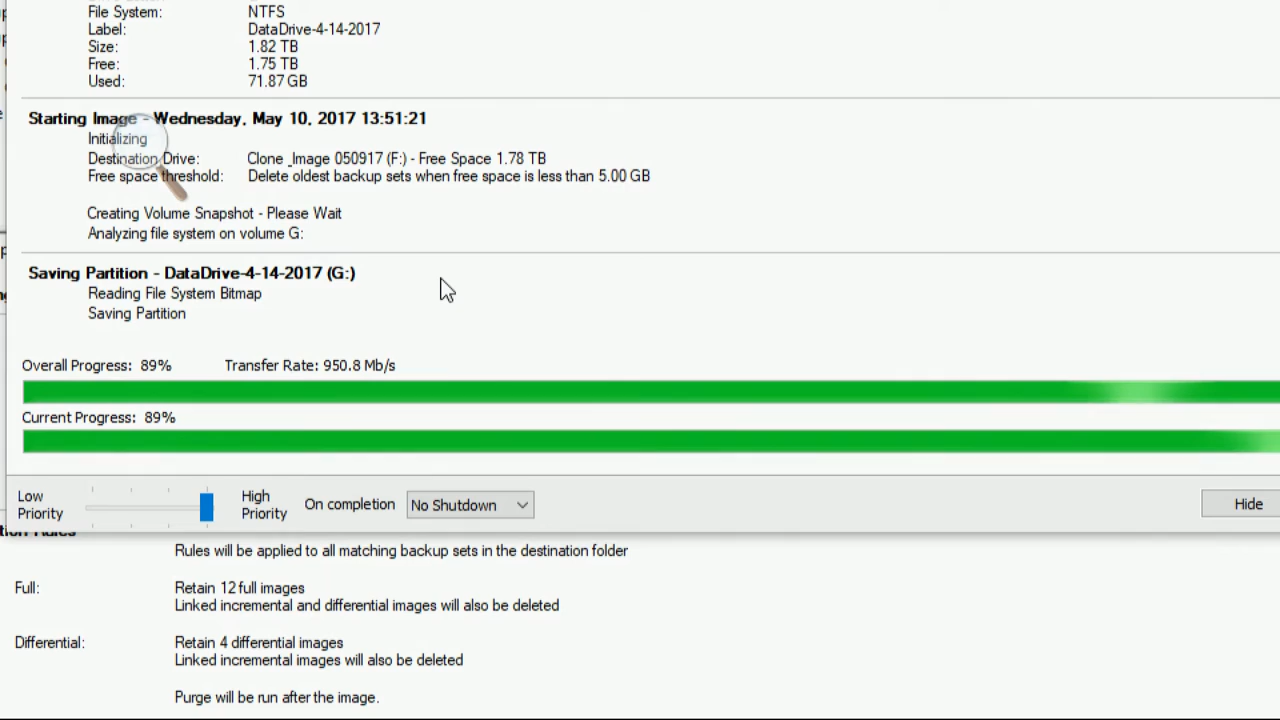 File System: NTFS
Label: DataDrive-4-14-2017
Size: 1.82 TB
Free: 1.75 TB
Used: 71.87 GB
Starting Image - Wednesday, May 10, 2017 13:51:21
Initializing
Destination Drive: Clone _Image 050917 (F:) - Free Space 1.78 TB
Free space threshold: Delete oldest backup sets when free space is less than 5.00 GB
Creating Volume Snapshot - Please Wait
Analyzing file system on volume G:
Saving Partition - DataDrive-4-14-2017 (G:)
Reading File System Bitmap
Saving Partition
Overall Progress: 89% Transfer Rate: 950.8 Mb/s
Current Progress: 89%
Low Priority High Priority On completion No Shutdown Hide
Rules will be applied to all matching backup sets in the destination folder
Full: Retain 12 full images
Linked incremental and differential images will also be deleted
Differential: Retain 4 differential images
Linked incremental images will also be deleted
Purge will be run after the image.